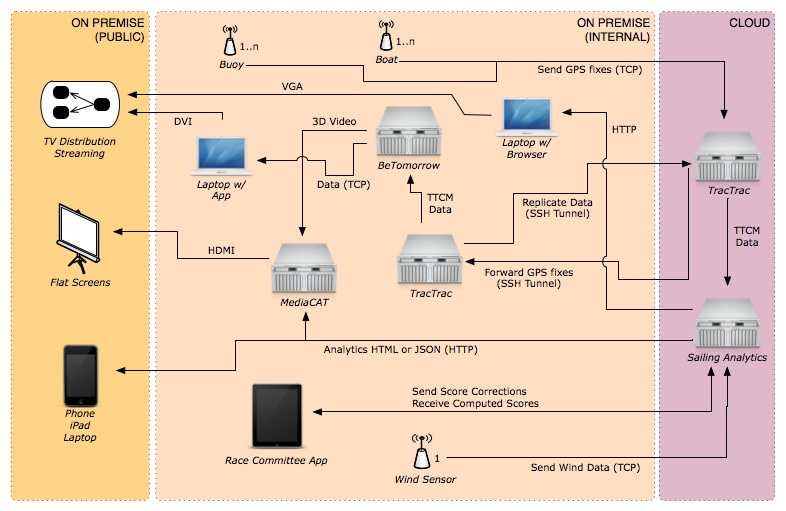 ON PREMISE
(PUBLIC)
ON PREMISE
(INTERNAL)
CLOUD
1..n
Buoy
1..n
Boat
Send GPS fixes (TCP)
VGA
TV Distribution
Streaming
DVI
3D Video
BeTomorrow
Laptop w/
Browser
HTTP
TracTrac
Laptop w/
App
Data (TCP)
TTCM
Data
Replicate Data
(SSH Tunnel)
TTCM
Data
Flat Screens
HDMI
MediaCAT
TracTrac
Forward GPS fixes
(SSH Tunnel)
Sailing Analytics
Analytics HTML or JSON (HTTP)
Phone
iPad
Laptop
Race Committee App
Send Score Corrections
Receive Computed Scores
1
Wind Sensor
Send Wind Data (TCP)